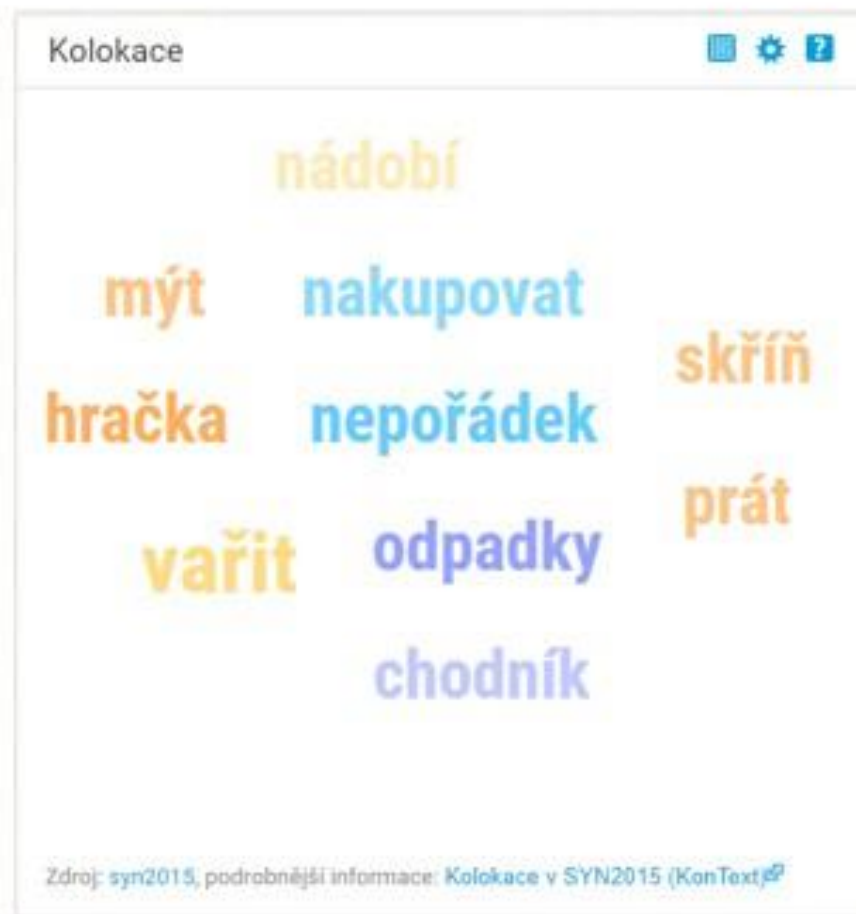 Kolokace
?
nádobí
mýt nakupovat
skříň
hračka nepořádek
prát
vařit odpadky
chodník
Zdroj: syn2015, podrobnější informace: Kolokace v SYN2015 (KonText)